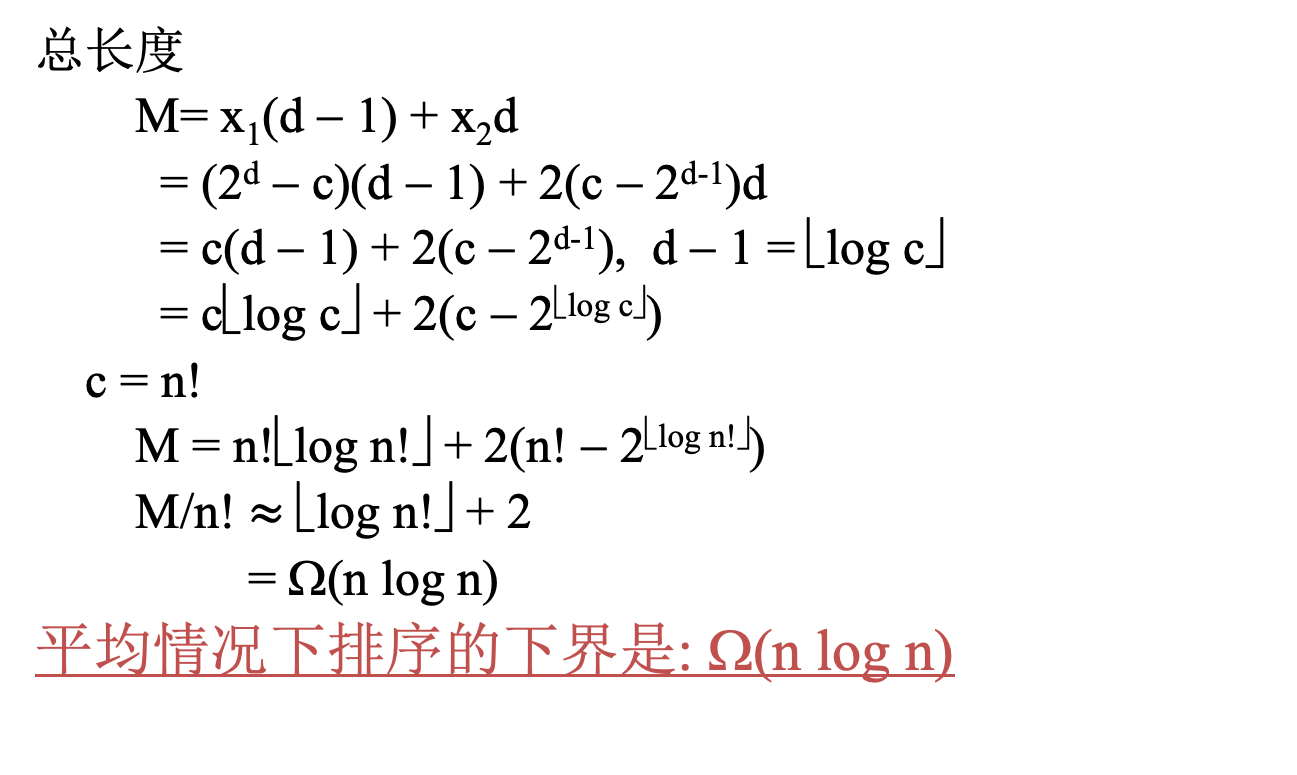 总长度
M= x₁(d – 1) + x₂d
= (2ᵈ – c)(d – 1) + 2(c – 2ᵈ⁻¹)d
= c(d – 1) + 2(c – 2ᵈ⁻¹), d – 1 = ⌊log c⌋
= c⌊log c⌋ + 2(c – 2^⌊log c⌋)
c = n!
M = n!⌊log n!⌋ + 2(n! – 2^⌊log n!⌋)
M/n! ≈ ⌊log n!⌋ + 2
= Ω(n log n)
平均情况下排序的下界是: Ω(n log n)